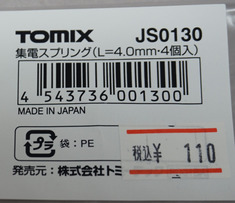 TOMIX JS0130
集電スプリング(L=4.0mm・4個入)
4 543736 001300
MADE IN JAPAN
プラ 袋:PE
税込¥ 110
発売元:株式会社トミ